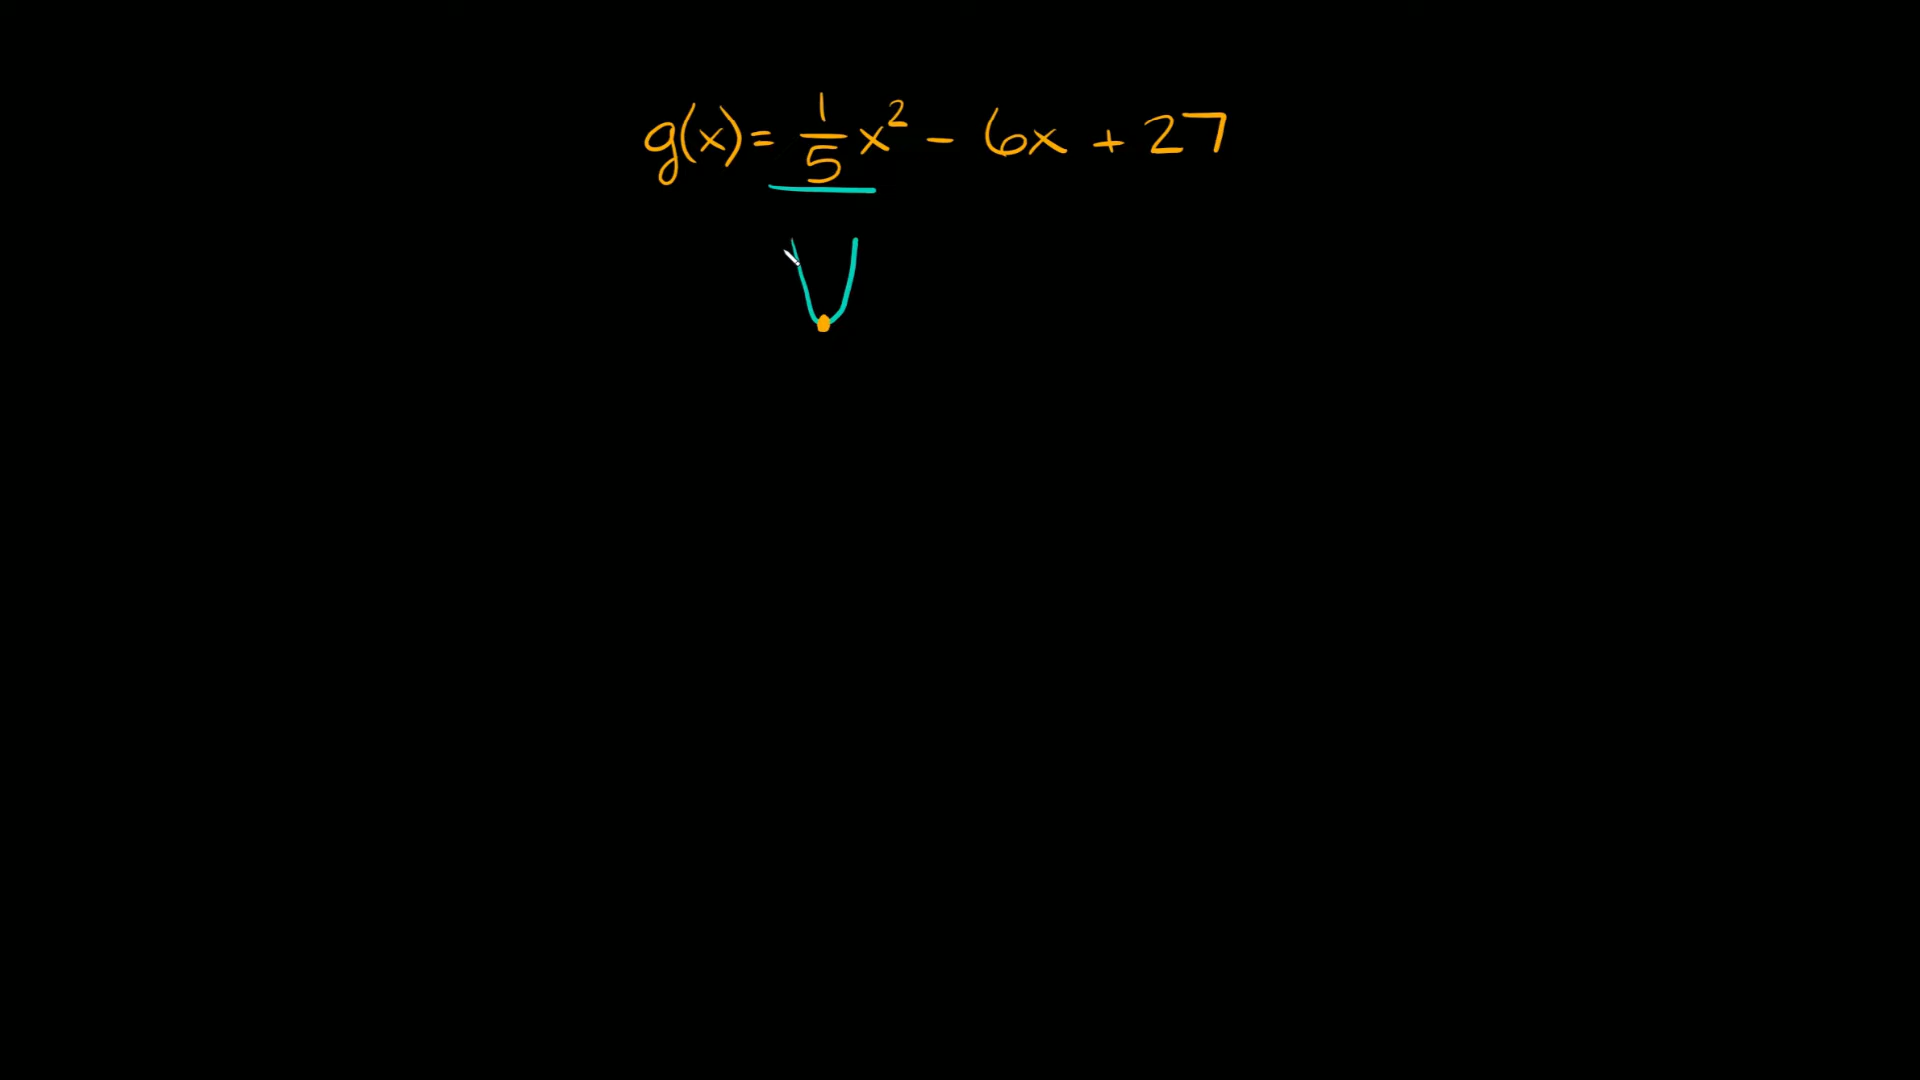 g(x) = 1/5 x² - 6x + 27